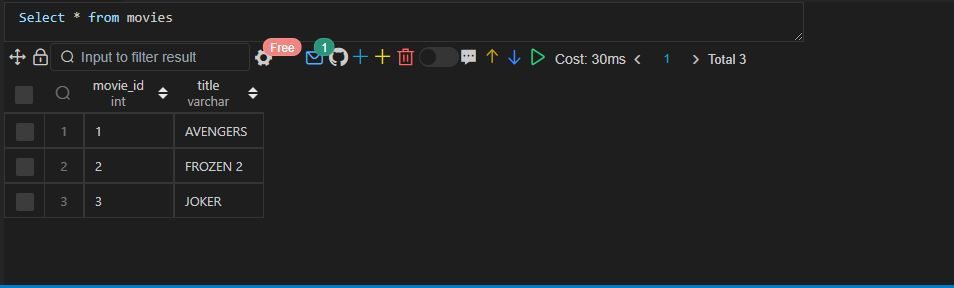 Select * from movies
Free
1
Input to filter result
Cost: 30ms
1
Total 3
movie_id
title
int
varchar
1 1 AVENGERS
2 2 FROZEN 2
3 3 JOKER